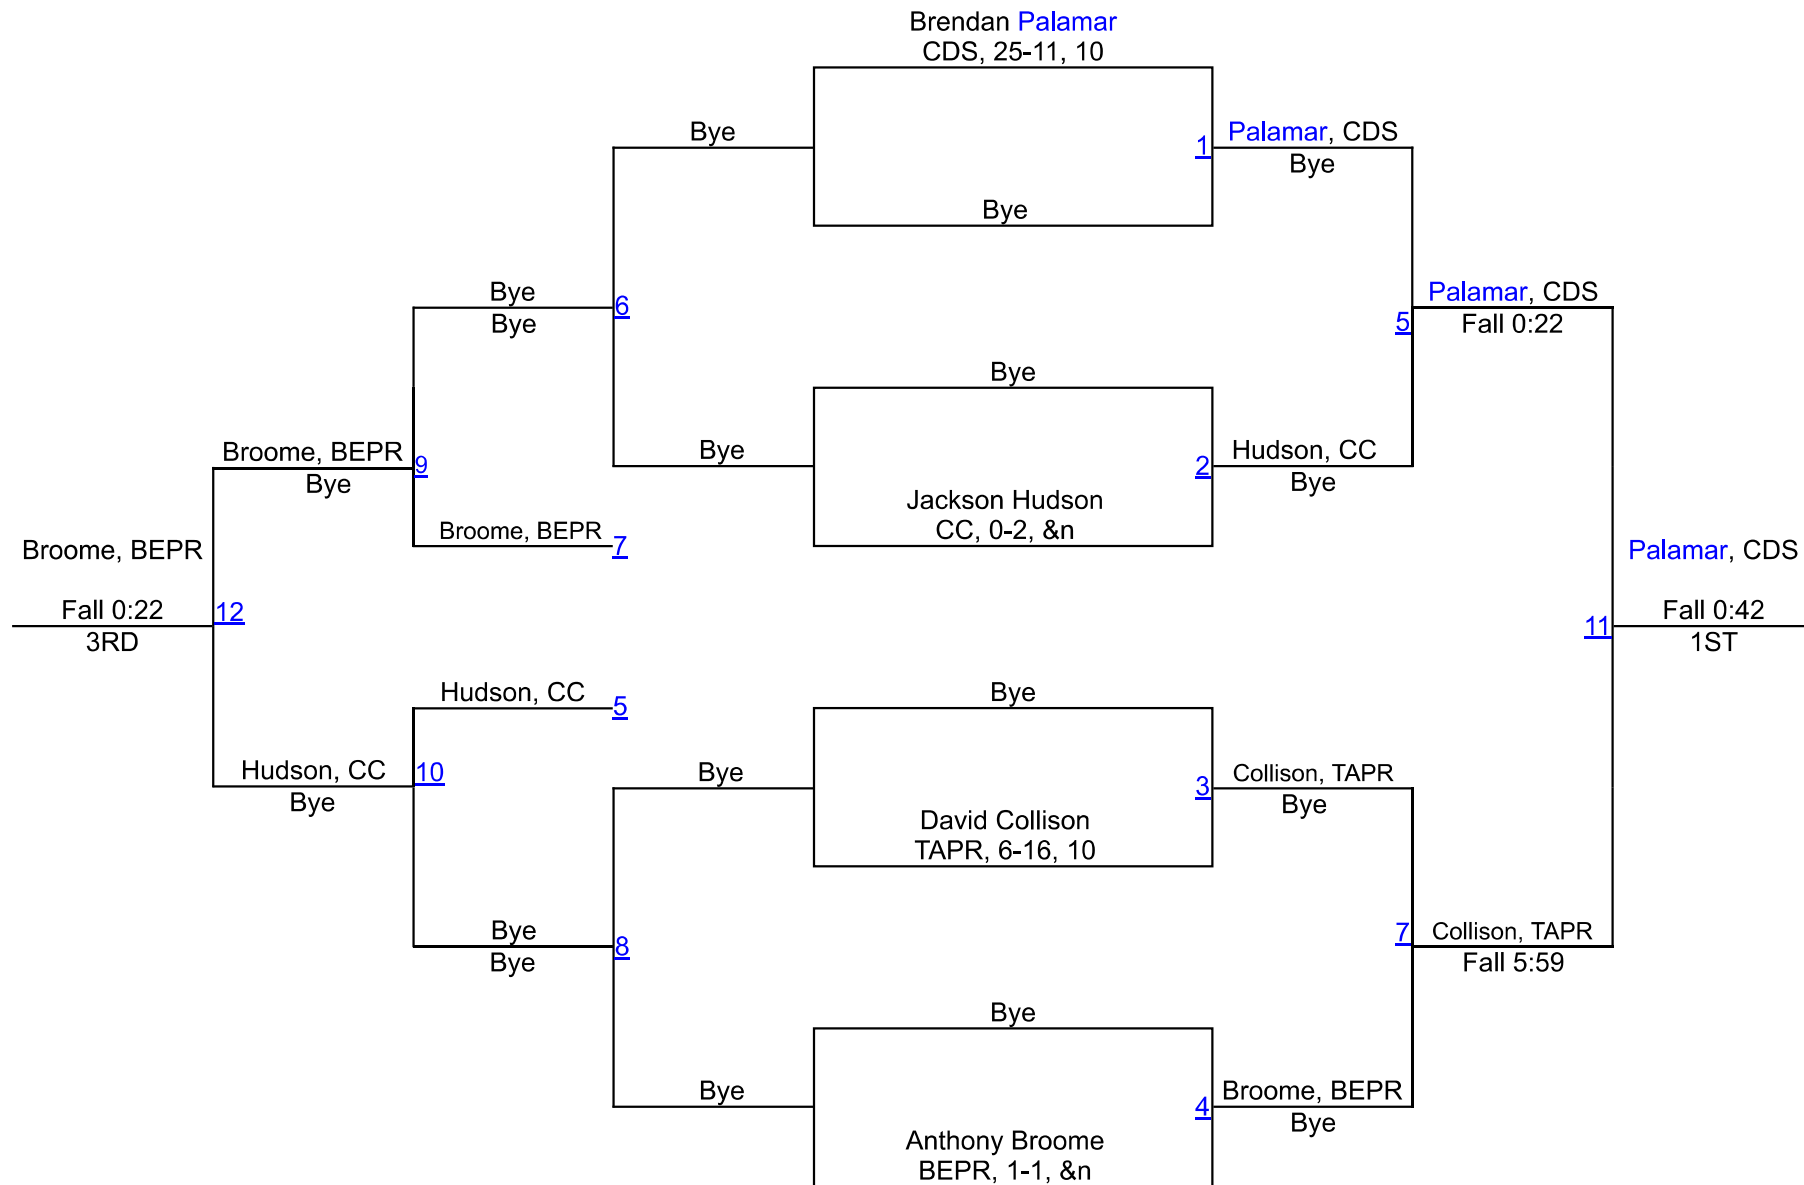 Brendan Palamar
CDS, 25-11, 10
Bye
1
Palamar, CDS
Bye
Bye
Bye
Bye
6
5
Palamar, CDS
Fall 0:22
Bye
Bye
2
Hudson, CC
Bye
Bye
Jackson Hudson
CC, 0-2, &n
Broome, BEPR
9
Bye
Broome, BEPR
7
Broome, BEPR
Fall 0:22
12
3RD
Palamar, CDS
11
Fall 0:42
1ST
Hudson, CC
5
Hudson, CC
10
Bye
Bye
Bye
3
Collison, TAPR
Bye
David Collison
TAPR, 6-16, 10
Bye
8
Bye
7
Collison, TAPR
Fall 5:59
Bye
Bye
4
Broome, BEPR
Bye
Anthony Broome
BEPR, 1-1, &n